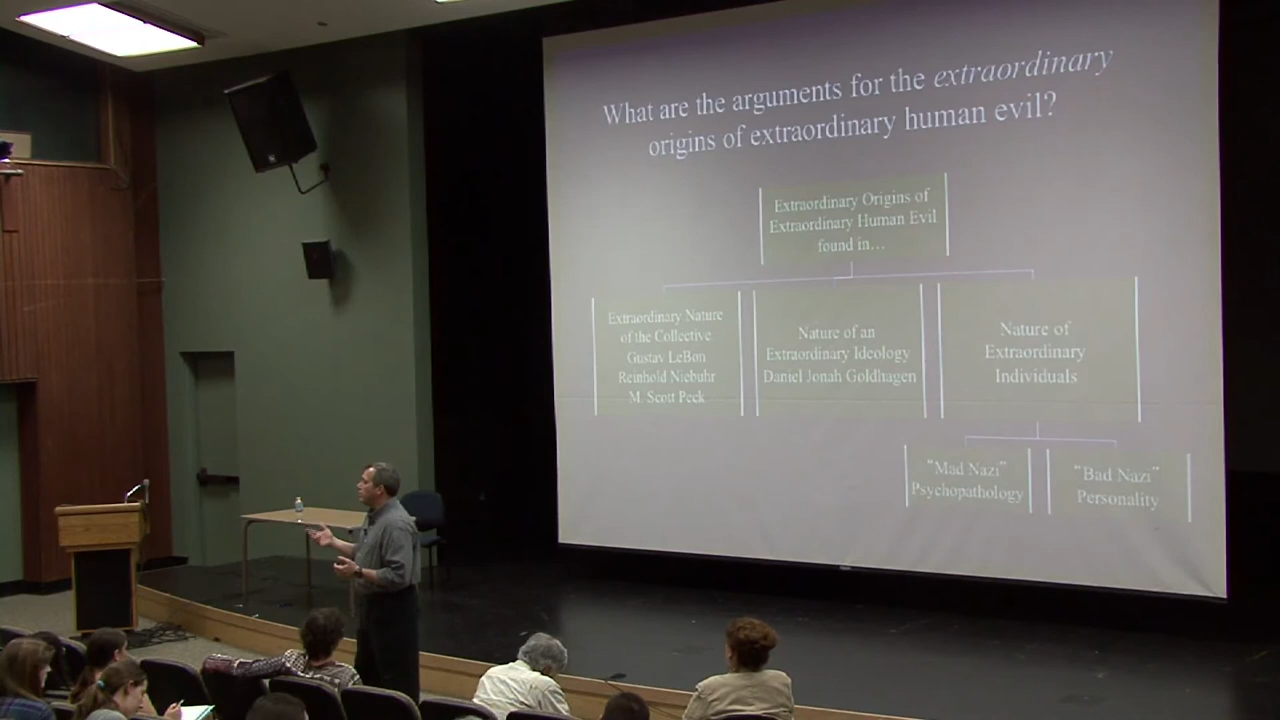 What are the arguments for the extraordinary
origins of extraordinary human evil?
Extraordinary Origins of
Extraordinary Human Evil
found in…
Extraordinary Nature
of the Collective
Gustav LeBon
Reinhold Niebuhr
M. Scott Peck
Nature of an
Extraordinary Ideology
Daniel Jonah Goldhagen
Nature of
Extraordinary
Individuals
“Mad Nazi”
Psychopathology
“Bad Nazi”
Personality